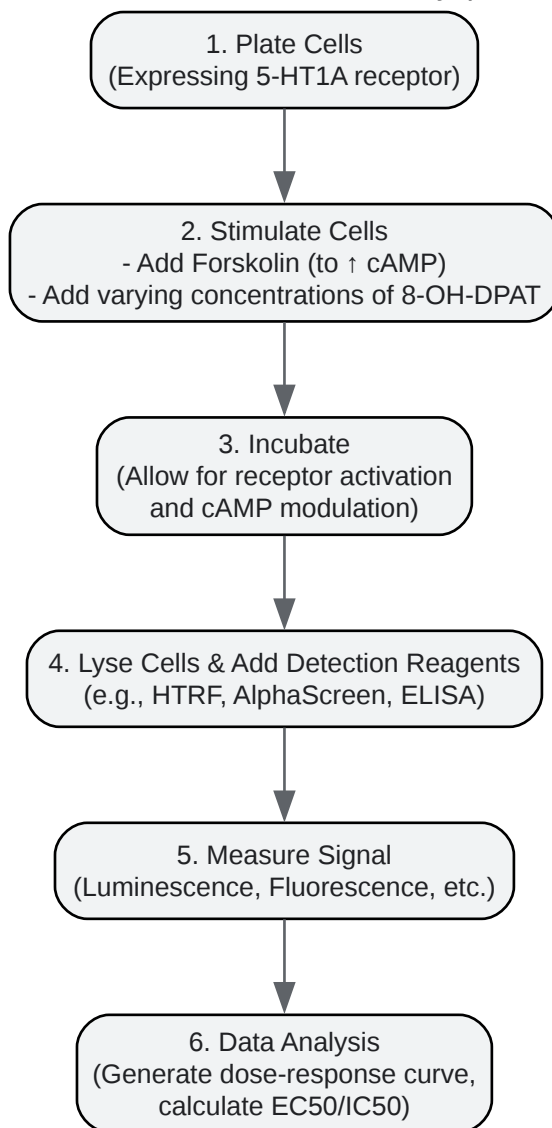 1. Plate Cells
(Expressing 5-HT1A receptor)
2. Stimulate Cells
- Add Forskolin (to ↑ cAMP)
- Add varying concentrations of 8-OH-DPAT
3. Incubate
(Allow for receptor activation
and cAMP modulation)
4. Lyse Cells & Add Detection Reagents
(e.g., HTRF, AlphaScreen, ELISA)
5. Measure Signal
(Luminescence, Fluorescence, etc.)
6. Data Analysis
(Generate dose-response curve,
calculate EC50/IC50)